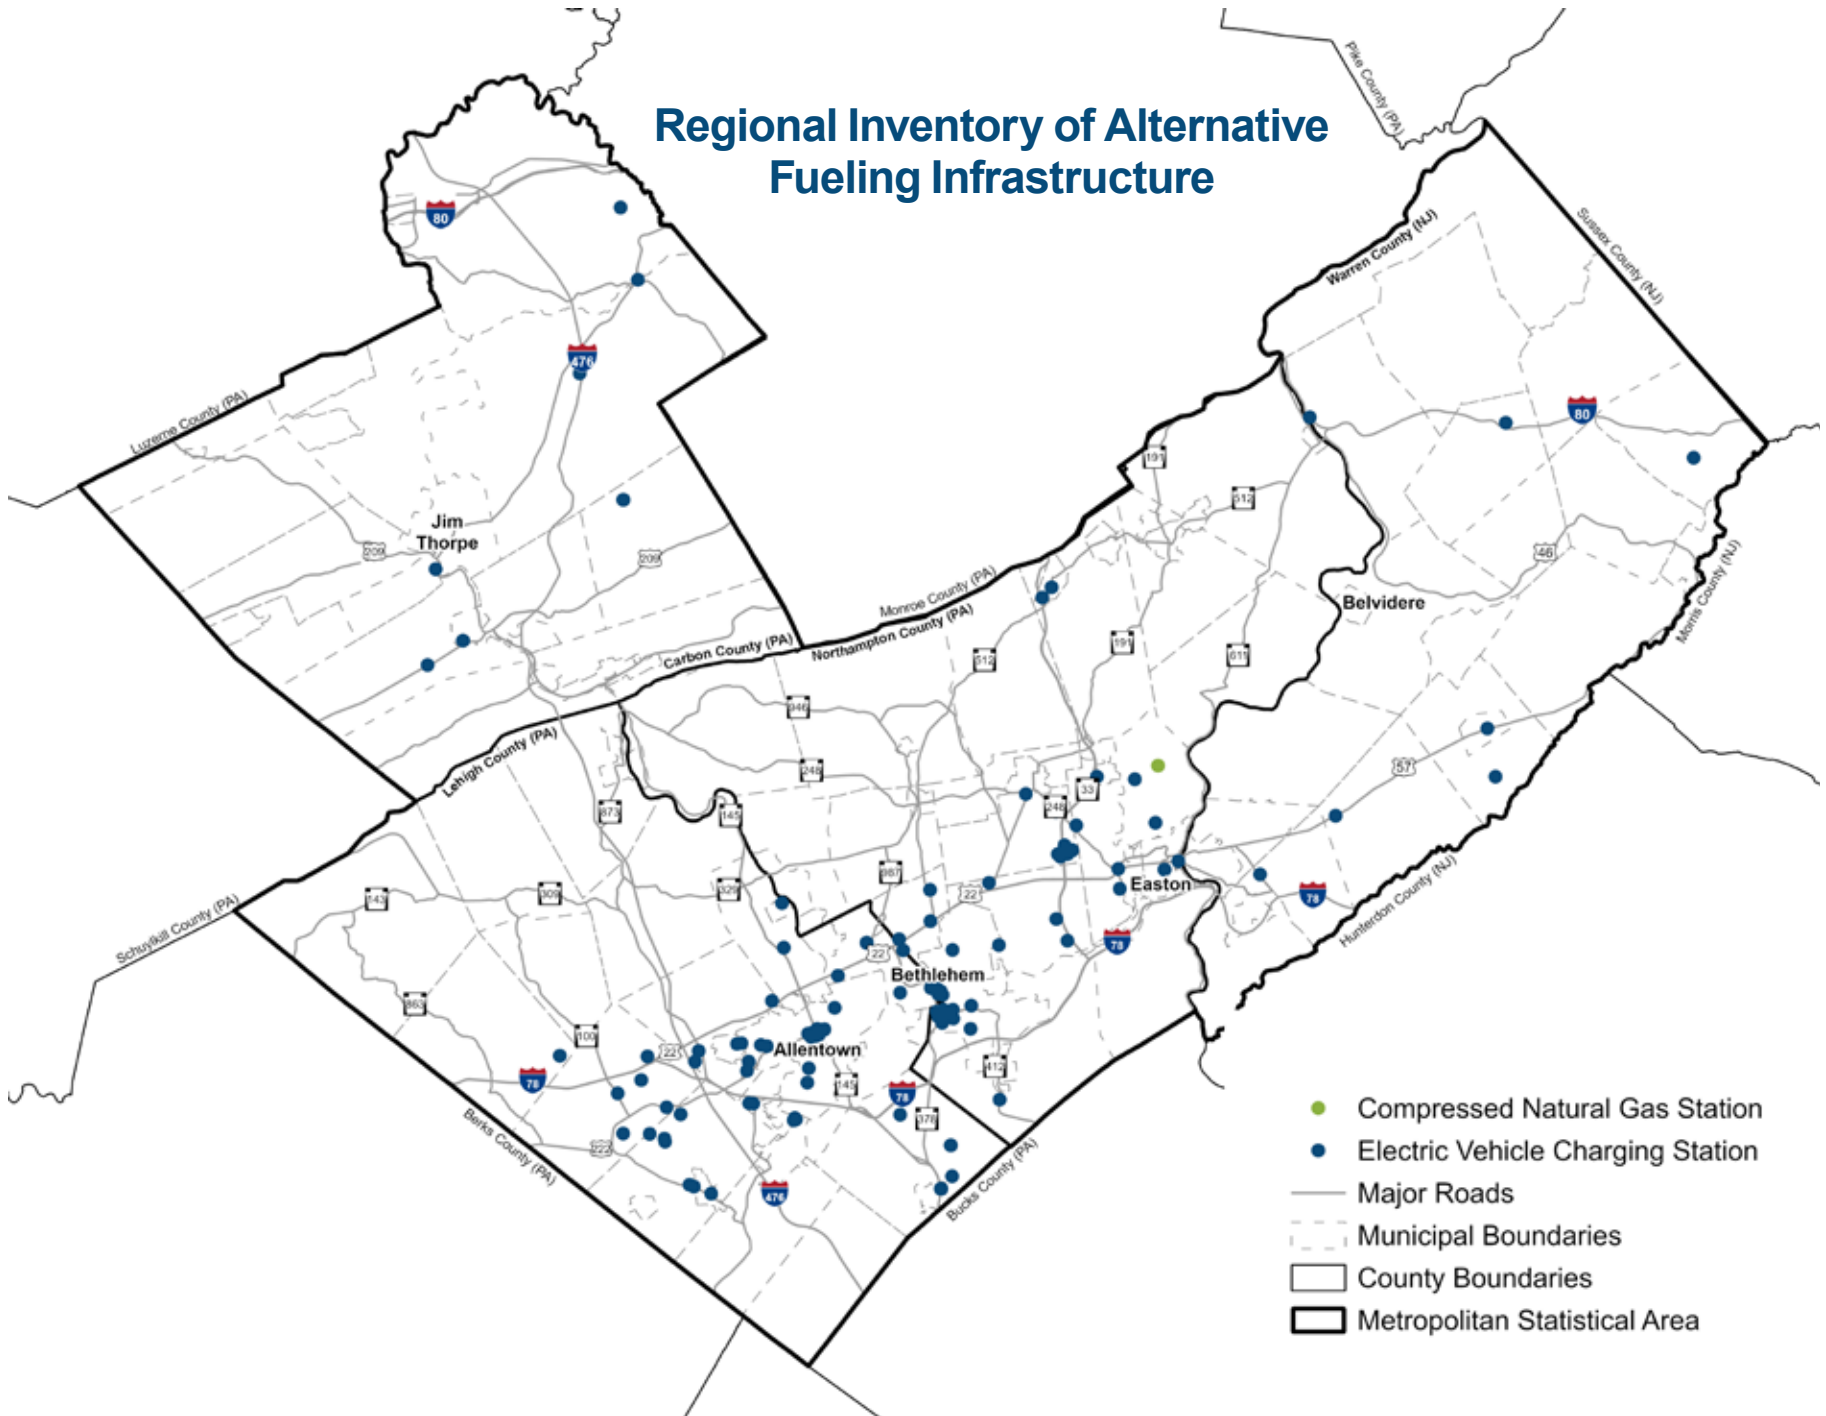 Regional Inventory of Alternative
Fueling Infrastructure
Pike County (PA)
Warren County (NJ)
Sussex County (NJ)
80
476
Luzerne County (PA)
80
191
512
Jim
Thorpe
209
209
46
Monroe County (PA)
Northampton County (PA)
Carbon County (PA)
Belvidere
Morris County (NJ)
512
191
611
946
Lehigh County (PA)
248
57
33
248
873
145
987
329
22
Easton
143
309
78
Schuylkill County (PA)
Hunterdon County (NJ)
78
22
Bethlehem
863
100
22
Allentown
412
78
145
78
378
Berks County (PA)
222
476
Bucks County (PA)
Compressed Natural Gas Station
Electric Vehicle Charging Station
Major Roads
Municipal Boundaries
County Boundaries
Metropolitan Statistical Area